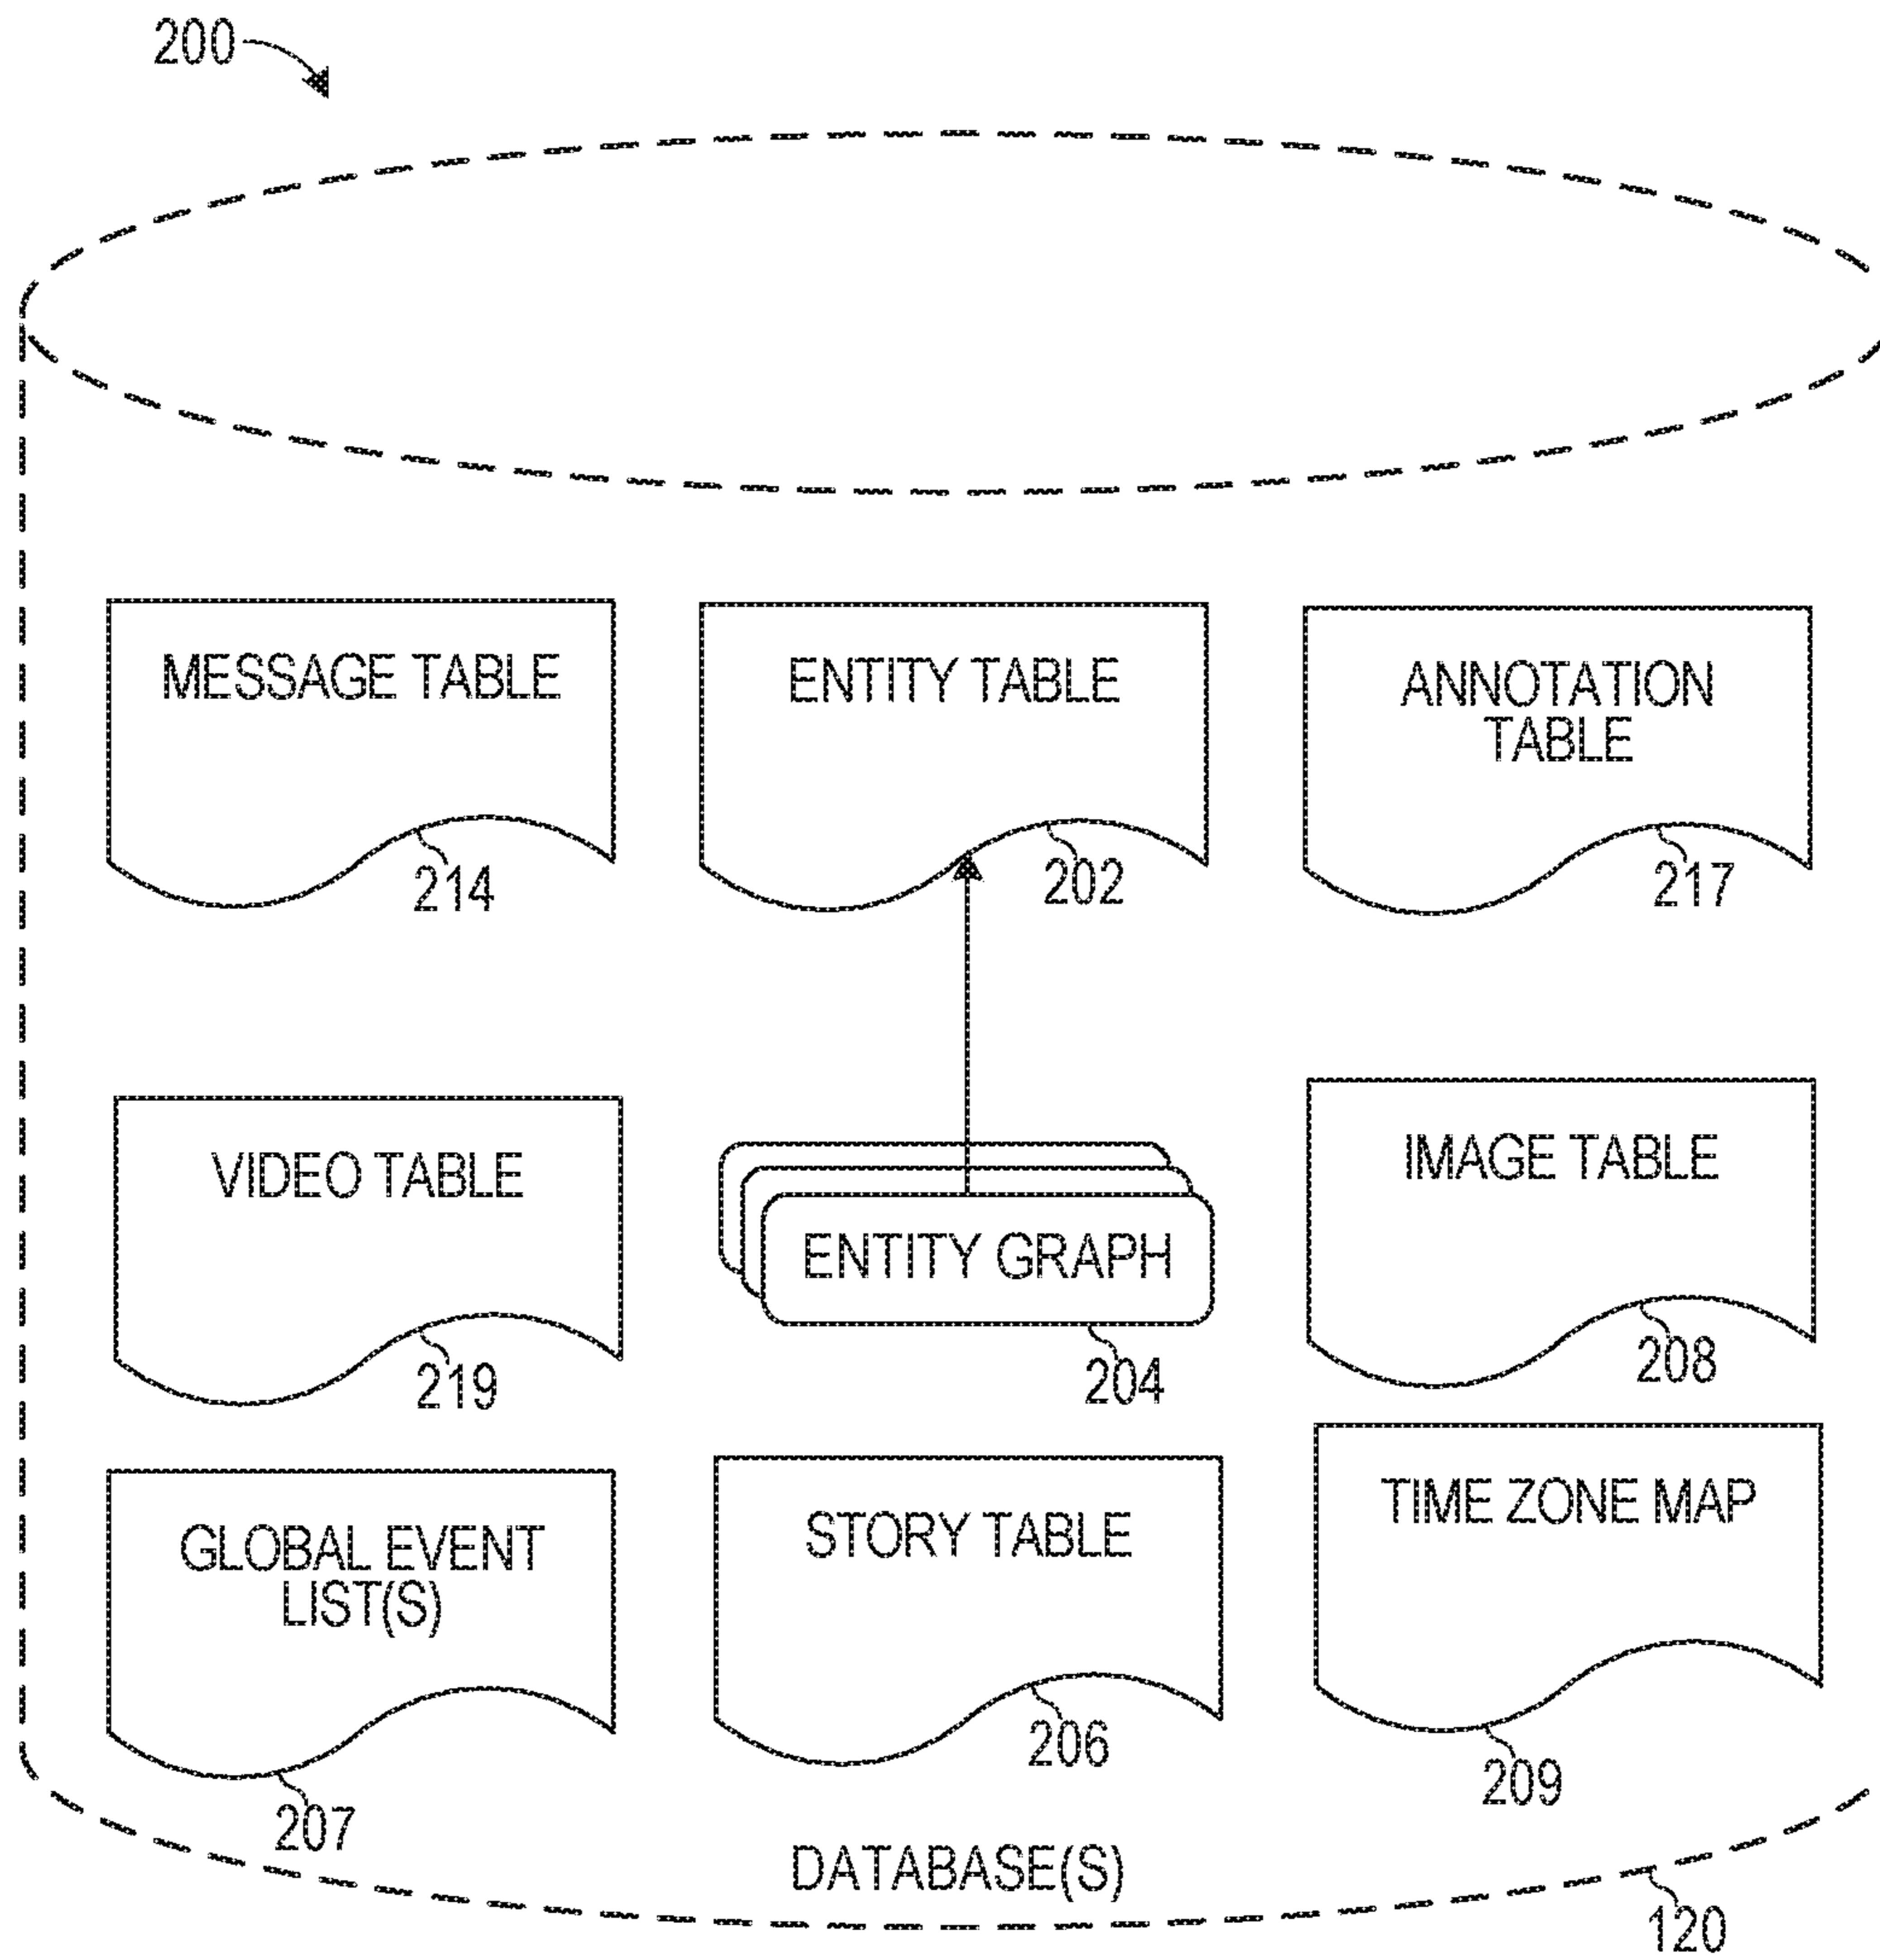 200
MESSAGE TABLE
214
ENTITY TABLE
202
ANNOTATION
TABLE
217
VIDEO TABLE
219
ENTITY GRAPH
204
IMAGE TABLE
208
GLOBAL EVENT
LIST(S)
207
STORY TABLE
206
TIME ZONE MAP
209
DATABASE(S)
120